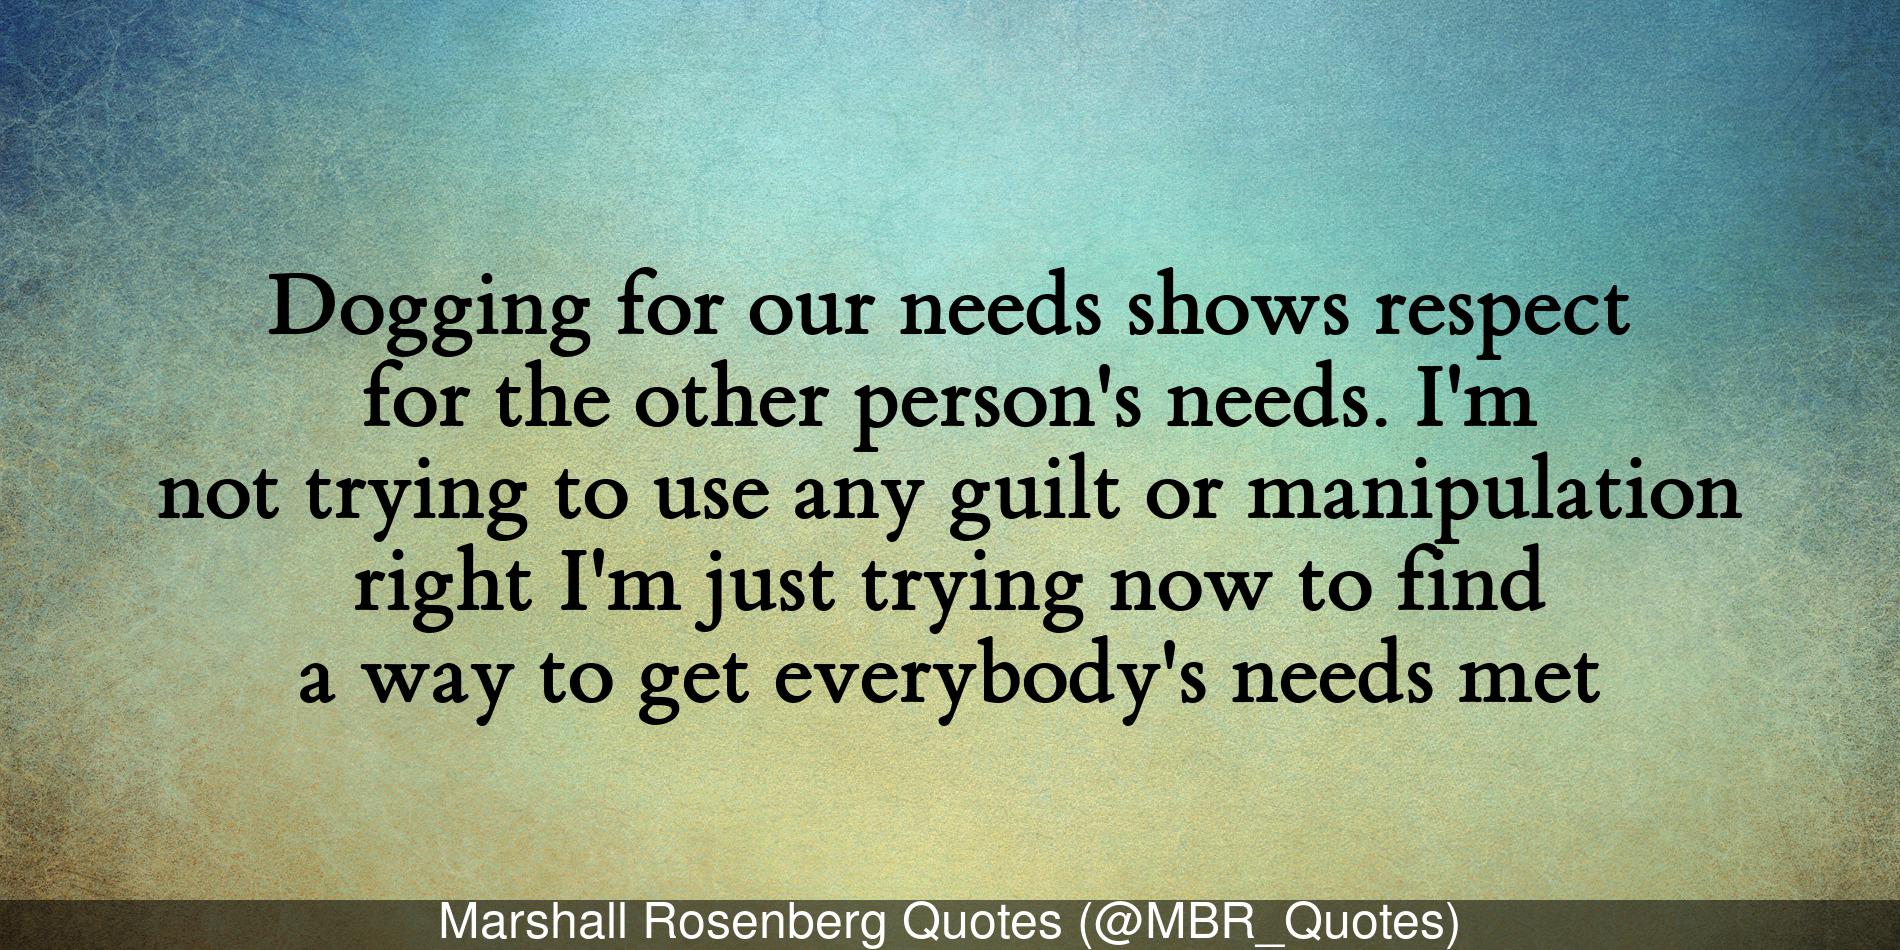 Dogging for our needs shows respect
for the other person's needs. I'm
not trying to use any guilt or manipulation
right I'm just trying now to find
a way to get everybody's needs met
Marshall Rosenberg Quotes (@MBR_Quotes)